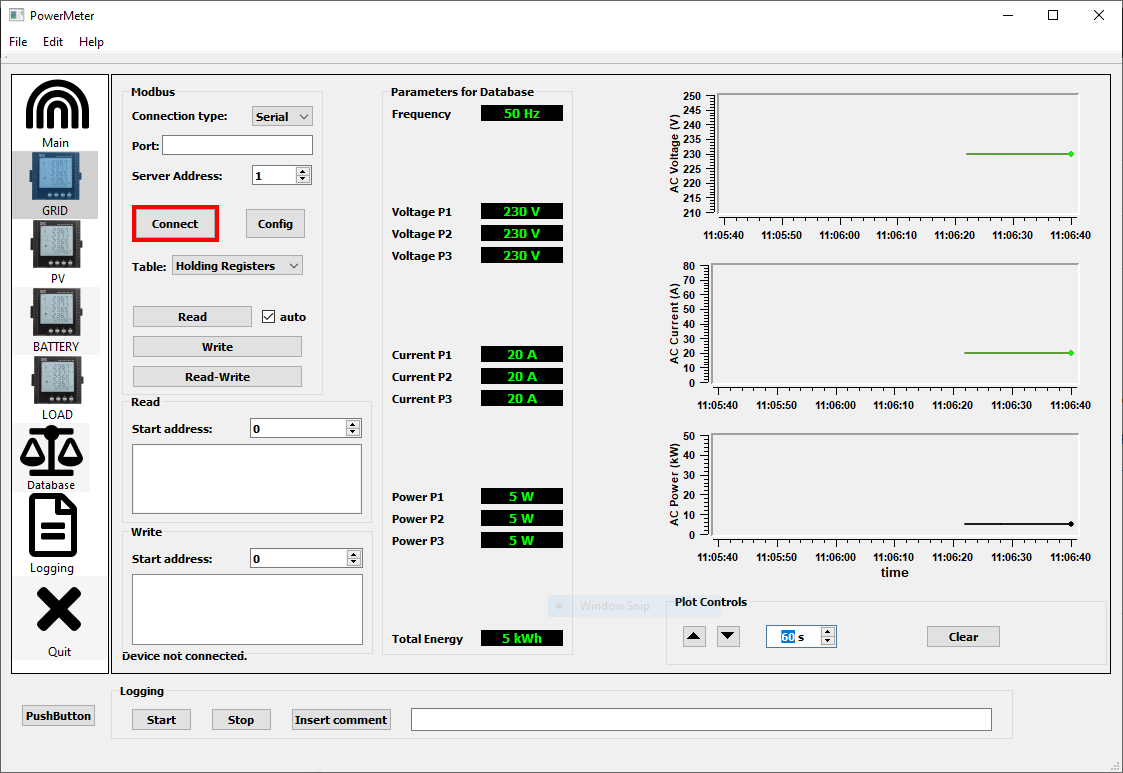 PowerMeter
File Edit Help
Main
GRID
PV
BATTERY
LOAD
Database
Logging
Quit
Modbus
Connection type: Serial
Port:
Server Address: 1
Connect Config
Table: Holding Registers
Read auto
Write
Read-Write
Read
Start address: 0
Write
Start address: 0
Device not connected.
Parameters for Database
Frequency 50 Hz
Voltage P1 230 V
Voltage P2 230 V
Voltage P3 230 V
Current P1 20 A
Current P2 20 A
Current P3 20 A
Power P1 5 W
Power P2 5 W
Power P3 5 W
Total Energy 5 kWh
Window Snip
AC Voltage (V)
250
245
240
235
230
225
220
215
210
11:05:40 11:05:50 11:06:00 11:06:10 11:06:20 11:06:30 11:06:40
AC Current (A)
80
70
60
50
40
30
20
10
0
11:05:40 11:05:50 11:06:00 11:06:10 11:06:20 11:06:30 11:06:40
AC Power (kW)
50
40
30
20
10
0
11:05:40 11:05:50 11:06:00 11:06:10 11:06:20 11:06:30 11:06:40
time
Plot Controls
60 s Clear
PushButton
Logging
Start Stop Insert comment